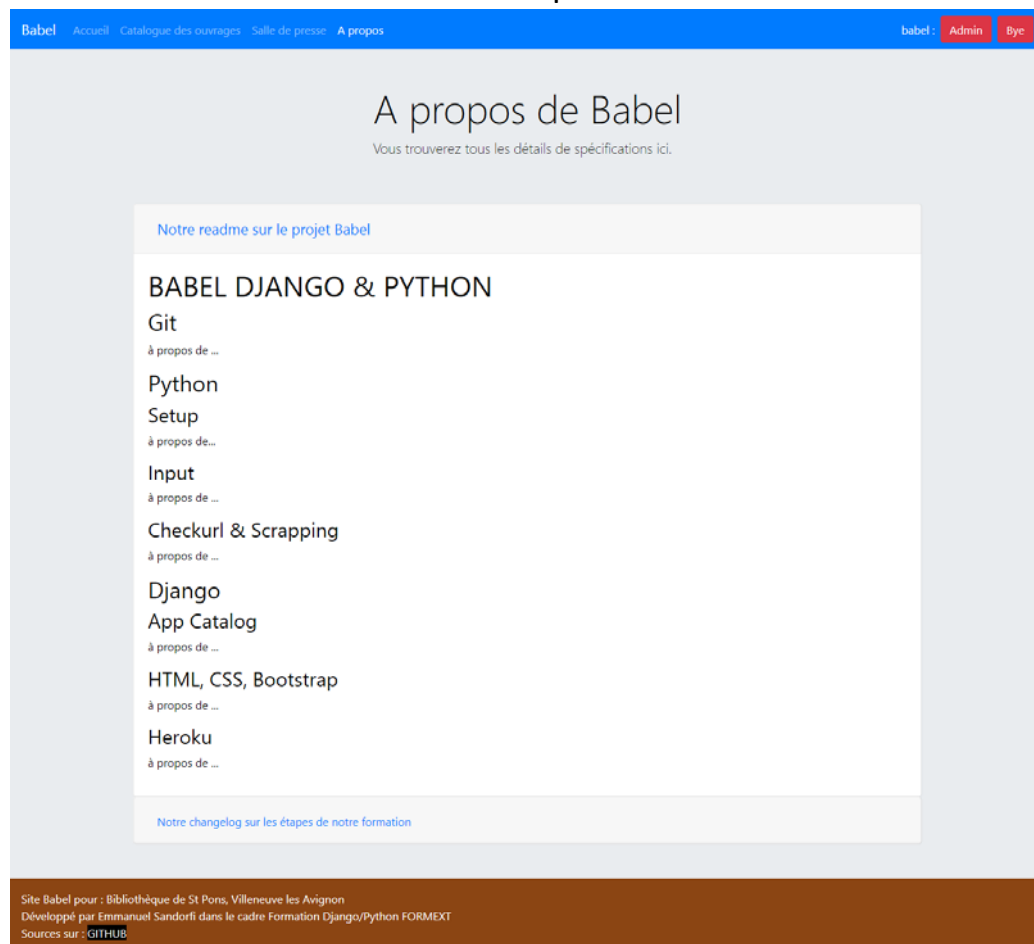 Babel Accueil Catalogue des ouvrages Salle de presse A propos babel : Admin Bye
A propos de Babel
Vous trouverez tous les détails de spécifications ici.
Notre readme sur le projet Babel
BABEL DJANGO & PYTHON
Git
à propos de ...
Python
Setup
à propos de...
Input
à propos de ...
Checkurl & Scrapping
à propos de ...
Django
App Catalog
à propos de ...
HTML, CSS, Bootstrap
à propos de ...
Heroku
à propos de ...
Notre changelog sur les étapes de notre formation
Site Babel pour : Bibliothèque de St Pons, Villeneuve les Avignon
Développé par Emmanuel Sandorfi dans le cadre Formation Django/Python FORMEXT
Sources sur : GITHUB